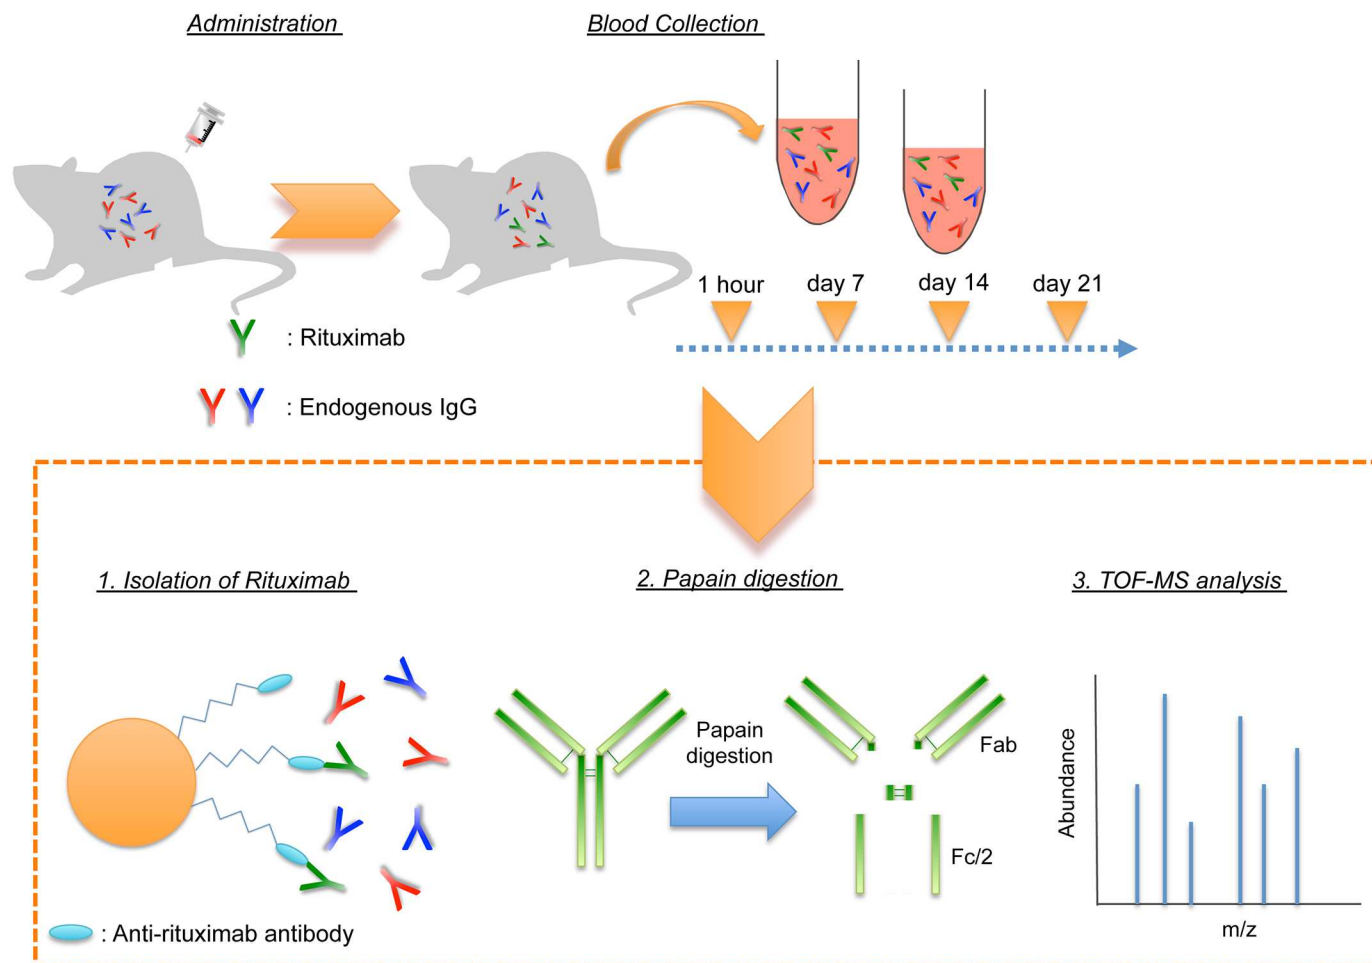 Administration
Blood Collection
1 hour
day 7
day 14
day 21
: Rituximab
: Endogenous IgG
1. Isolation of Rituximab
2. Papain digestion
3. TOF-MS analysis
Papain
digestion
Fab
Fc/2
Abundance
m/z
: Anti-rituximab antibody